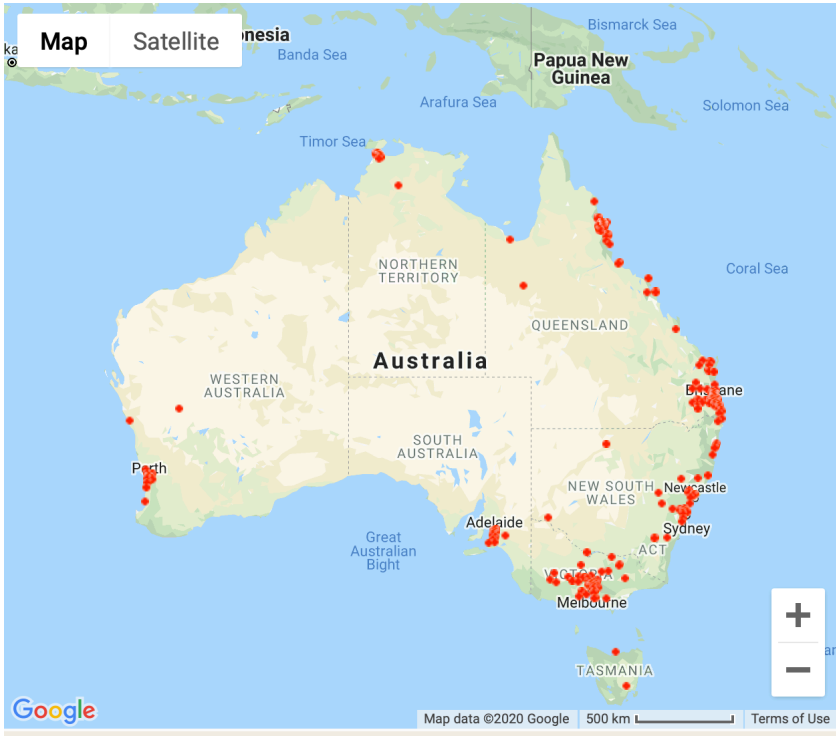 Map
Satellite
onesia
Bismarck Sea
ka
Banda Sea
Papua New
Guinea
Arafura Sea
Solomon Sea
Timor Sea
NORTHERN
TERRITORY
Coral Sea
QUEENSLAND
Australia
WESTERN
AUSTRALIA
Brisbane
SOUTH
AUSTRALIA
Perth
NEW SOUTH
WALES
Newcastle
Adelaide
Sydney
Great
Australian
Bight
ACT
VICTORIA
Melbourne
TASMANIA
Google
Map data ©2020 Google
500 km
Terms of Use